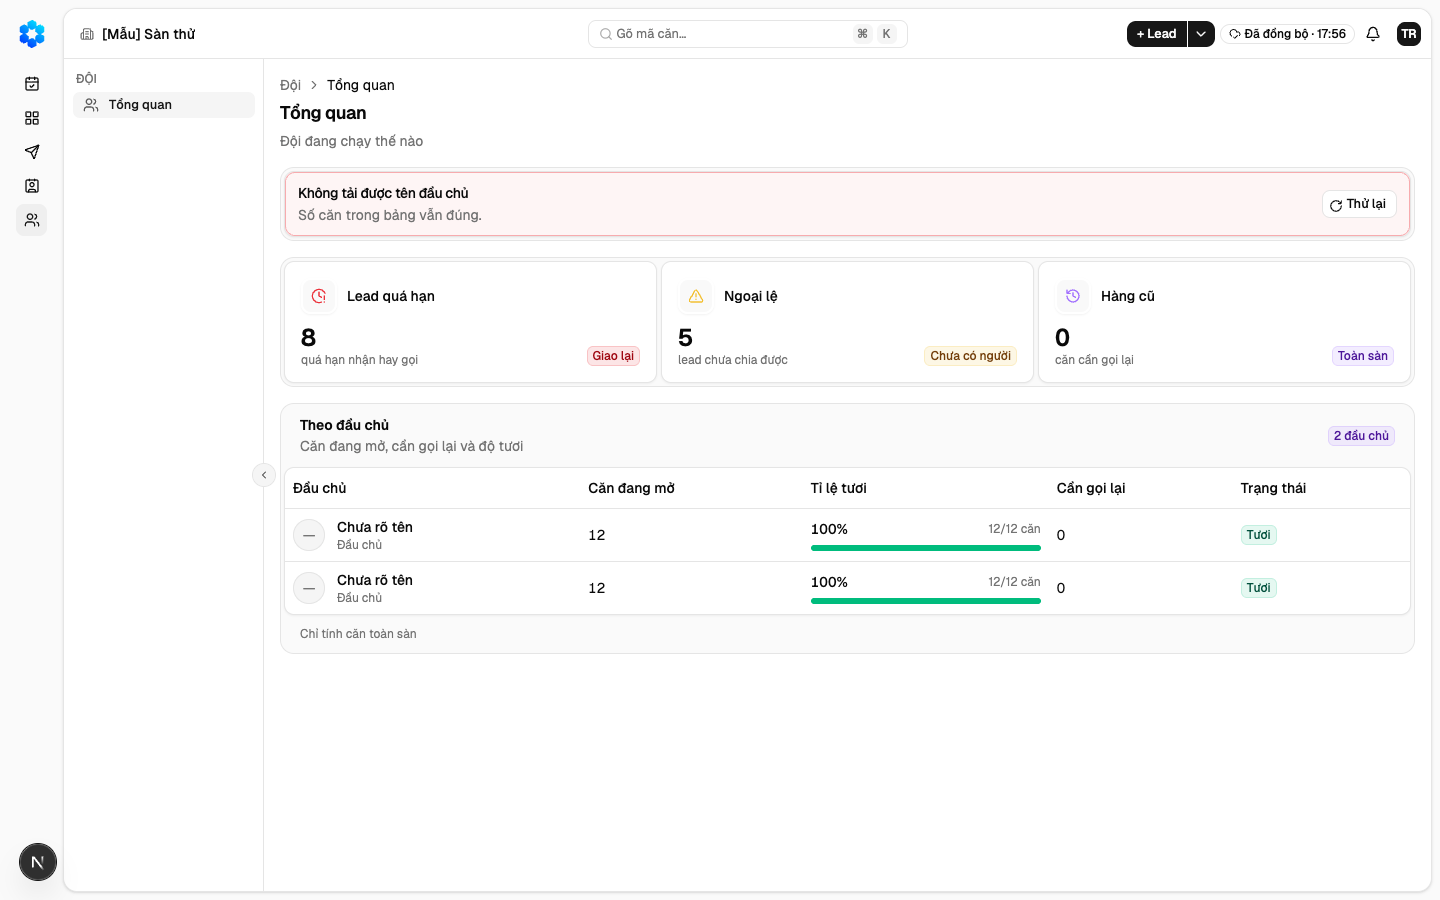 [Mẫu] Sàn thử
Gõ mã căn...
⌘ K
+ Lead
Đã đồng bộ · 17:56
TR
ĐỘI
Tổng quan
Đội > Tổng quan
Tổng quan
Đội đang chạy thế nào
Không tải được tên đầu chủ
Số căn trong bảng vẫn đúng.
Thử lại
Lead quá hạn
8
quá hạn nhận hay gọi
Giao lại
Ngoại lệ
5
lead chưa chia được
Chưa có người
Hàng cũ
0
căn cần gọi lại
Toàn sàn
Theo đầu chủ
Căn đang mở, cần gọi lại và độ tươi
2 đầu chủ
Đầu chủ Căn đang mở Tỉ lệ tươi Cần gọi lại Trạng thái
— Chưa rõ tên 12 100% 12/12 căn 0 Tươi
Đầu chủ
— Chưa rõ tên 12 100% 12/12 căn 0 Tươi
Đầu chủ
Chỉ tính căn toàn sàn
N